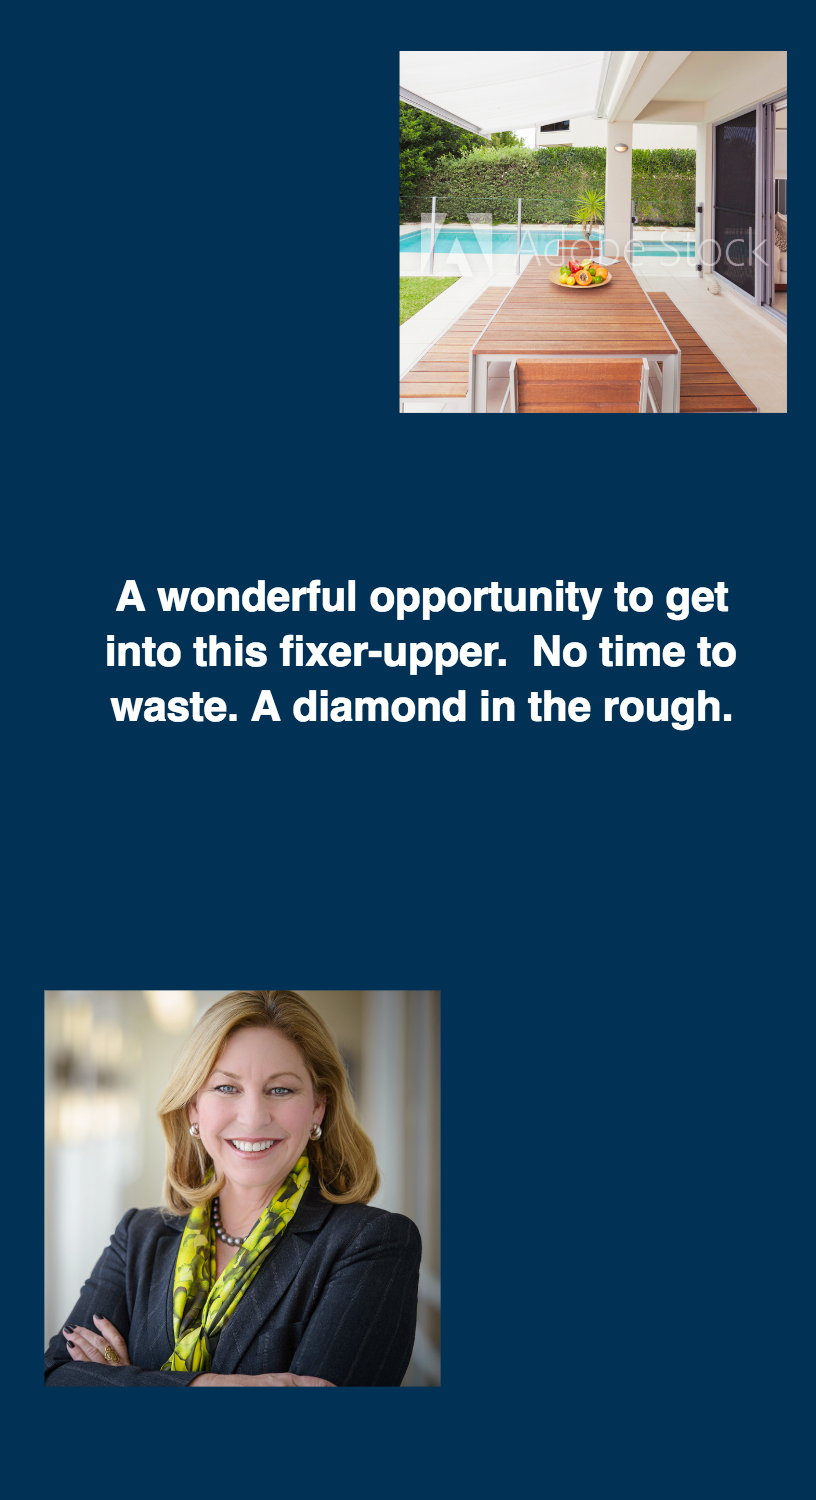 Adobe Stock
A wonderful opportunity to get
into this fixer-upper.  No time to
waste. A diamond in the rough.